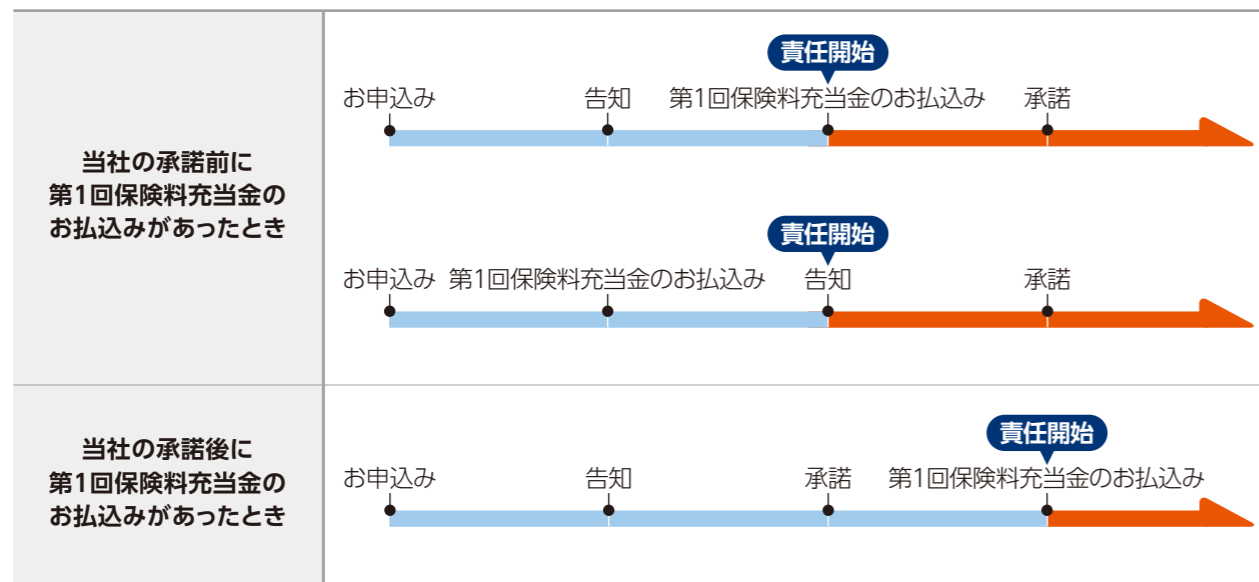 当社の承諾前に
第1回保険料充当金の
お払込みがあったとき
責任開始
お申込み 告知 第1回保険料充当金のお払込み 承諾
責任開始
お申込み 第1回保険料充当金のお払込み 告知 承諾
当社の承諾後に
第1回保険料充当金の
お払込みがあったとき
責任開始
お申込み 告知 承諾 第1回保険料充当金のお払込み